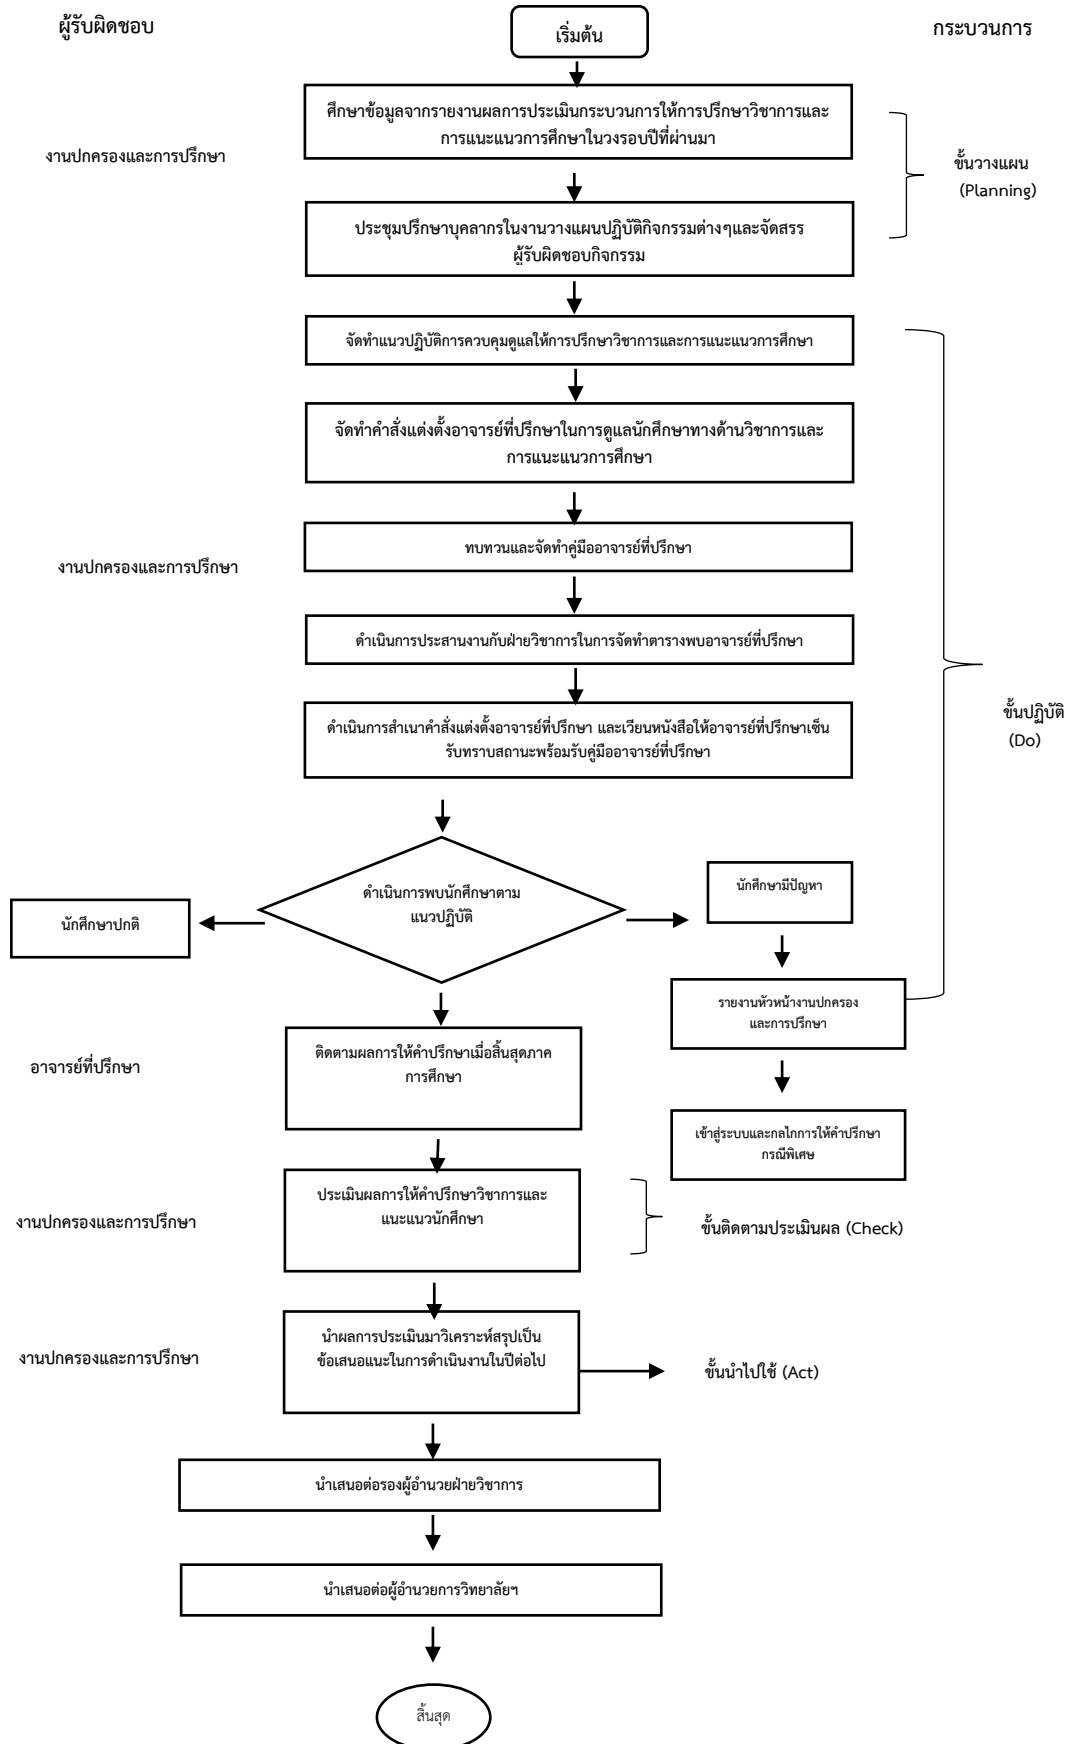 ผู้รับผิดชอบ
เริ่มต้น
กระบวนการ
ศึกษาข้อมูลจากรายงานผลการประเมินกระบวนการให้การปรึกษาวิชาการและ
การแนะแนวการศึกษาในวงรอบปีที่ผ่านมา
งานปกครองและการปรึกษา
ขั้นวางแผน
(Planning)
ประชุมปรึกษาบุคลากรในงานวางแผนปฏิบัติกิจกรรมต่างๆและจัดสรร
ผู้รับผิดชอบกิจกรรม
จัดทำแนวปฏิบัติการควบคุมดูแลให้การปรึกษาวิชาการและการแนะแนวการศึกษา
จัดทำคำสั่งแต่งตั้งอาจารย์ที่ปรึกษาในการดูแลนักศึกษาทางด้านวิชาการและ
การแนะแนวการศึกษา
ทบทวนและจัดทำคู่มืออาจารย์ที่ปรึกษา
งานปกครองและการปรึกษา
ดำเนินการประสานงานกับฝ่ายวิชาการในการจัดทำตารางพบอาจารย์ที่ปรึกษา
ดำเนินการสำเนาคำสั่งแต่งตั้งอาจารย์ที่ปรึกษา และเวียนหนังสือให้อาจารย์ที่ปรึกษาเซ็น
รับทราบสถานะพร้อมรับคู่มืออาจารย์ที่ปรึกษา
ขั้นปฏิบัติ
(Do)
ดำเนินการพบนักศึกษาตาม
แนวปฏิบัติ
นักศึกษามีปัญหา
นักศึกษาปกติ
รายงานหัวหน้างานปกครอง
และการปรึกษา
ติดตามผลการให้คำปรึกษาเมื่อสิ้นสุดภาค
การศึกษา
อาจารย์ที่ปรึกษา
เข้าสู่ระบบและกลไกการให้คำปรึกษา
กรณีพิเศษ
ประเมินผลการให้คำปรึกษาวิชาการและ
แนะแนวนักศึกษา
งานปกครองและการปรึกษา
ขั้นติดตามประเมินผล (Check)
นำผลการประเมินมาวิเคราะห์สรุปเป็น
ข้อเสนอแนะในการดำเนินงานในปีต่อไป
งานปกครองและการปรึกษา
ขั้นนำไปใช้ (Act)
นำเสนอต่อรองผู้อำนวยฝ่ายวิชาการ
นำเสนอต่อผู้อำนวยการวิทยาลัยฯ
สิ้นสุด